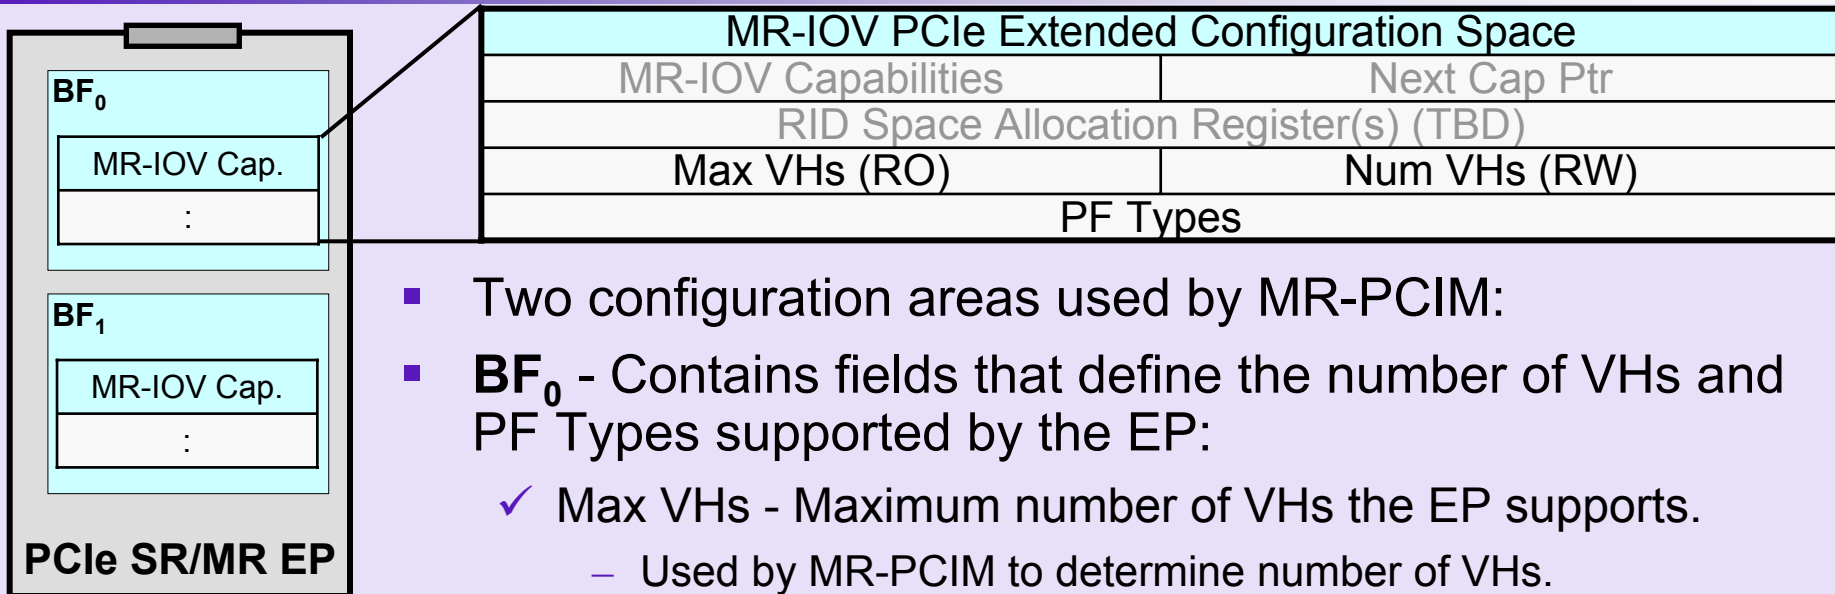 BF0
MR-IOV Cap.
:
BF1
MR-IOV Cap.
:
PCIe SR/MR EP
MR-IOV PCIe Extended Configuration Space
MR-IOV Capabilities Next Cap Ptr
RID Space Allocation Register(s) (TBD)
Max VHs (RO) Num VHs (RW)
PF Types
▪ Two configuration areas used by MR-PCIM:
▪ BF0 - Contains fields that define the number of VHs and
PF Types supported by the EP:
✓ Max VHs - Maximum number of VHs the EP supports.
– Used by MR-PCIM to determine number of VHs.